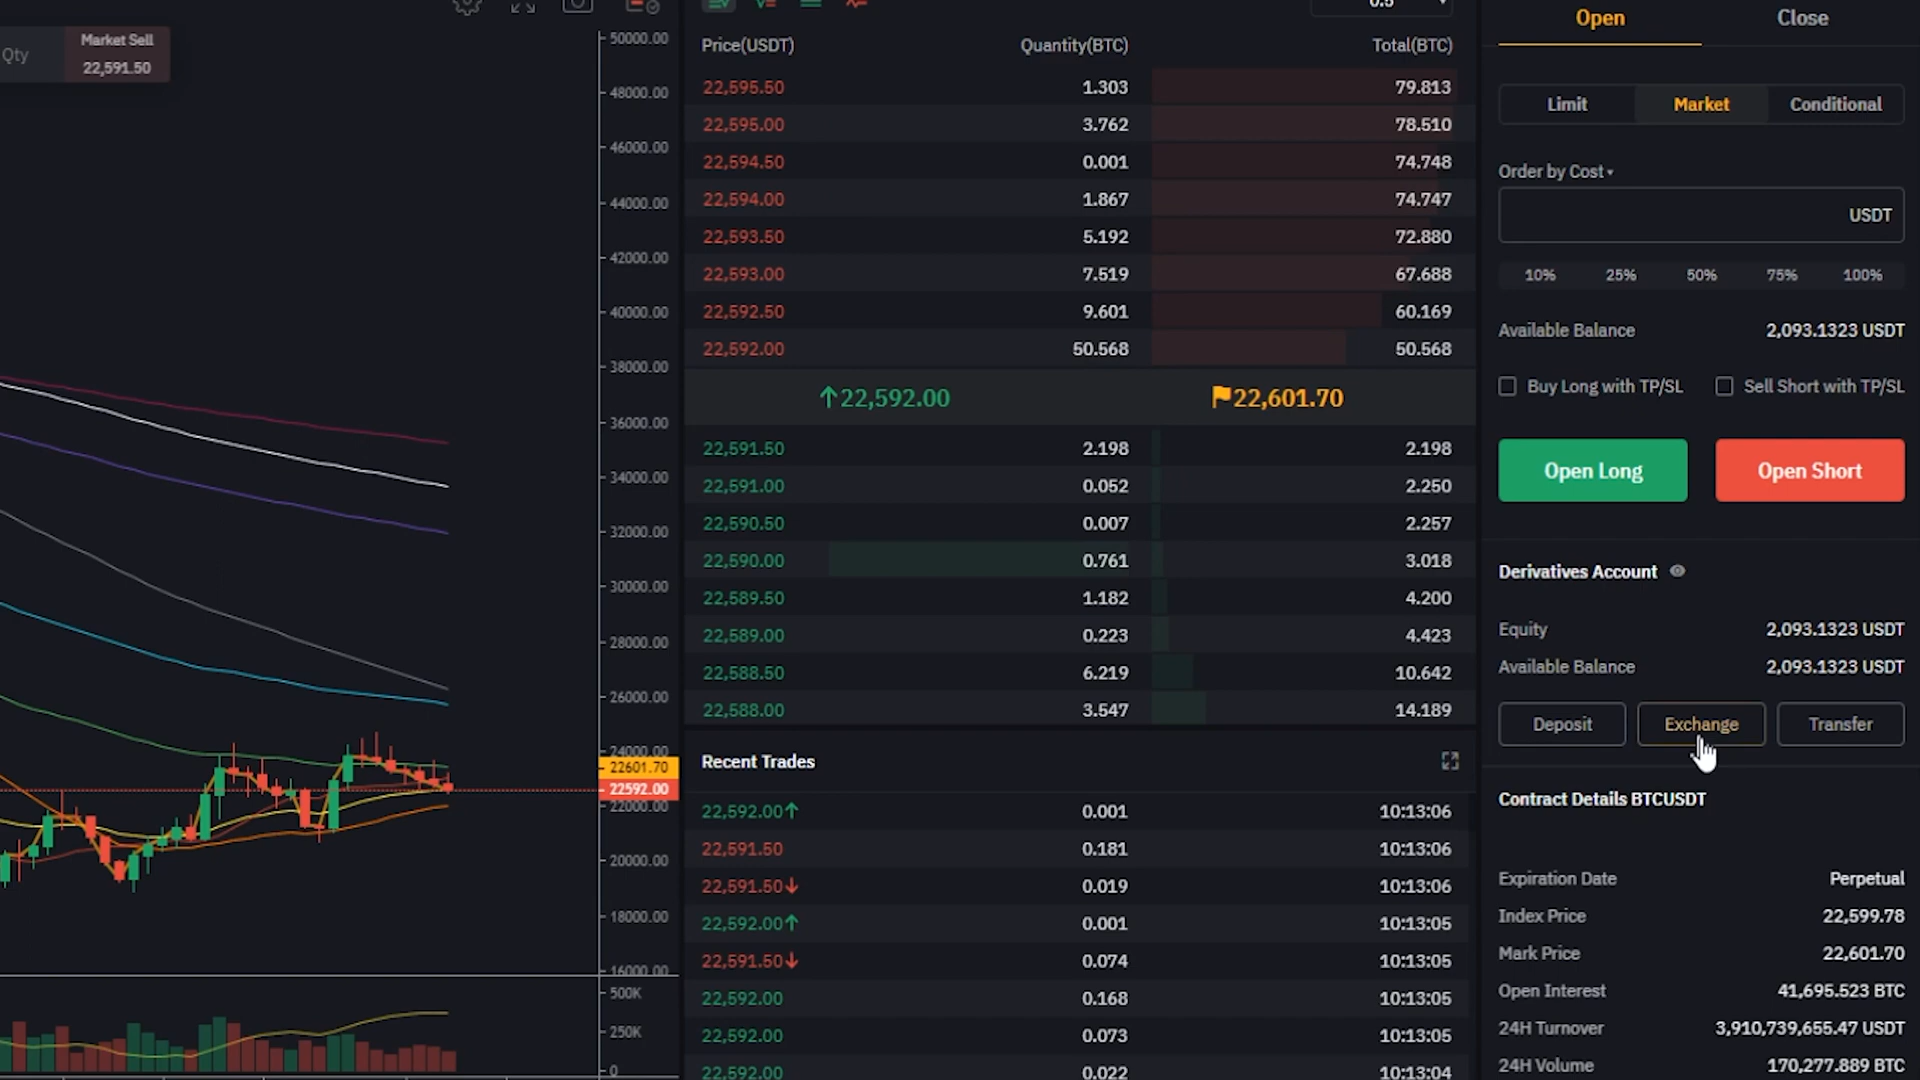 Qty
Market Sell
22,591.50
50000.00
48000.00
46000.00
44000.00
42000.00
40000.00
38000.00
36000.00
34000.00
32000.00
30000.00
28000.00
26000.00
24000.00
22601.70
22592.00
22000.00
20000.00
18000.00
16000.00
500K
250K
0
0.5
Price(USDT) Quantity(BTC) Total(BTC)
22,595.50 1.303 79.813
22,595.00 3.762 78.510
22,594.50 0.001 74.748
22,594.00 1.867 74.747
22,593.50 5.192 72.880
22,593.00 7.519 67.688
22,592.50 9.601 60.169
22,592.00 50.568 50.568
↑22,592.00 22,601.70
22,591.50 2.198 2.198
22,591.00 0.052 2.250
22,590.50 0.007 2.257
22,590.00 0.761 3.018
22,589.50 1.182 4.200
22,589.00 0.223 4.423
22,588.50 6.219 10.642
22,588.00 3.547 14.189
Recent Trades
22,592.00↑ 0.001 10:13:06
22,591.50 0.181 10:13:06
22,591.50↓ 0.019 10:13:06
22,592.00↑ 0.001 10:13:05
22,591.50↓ 0.074 10:13:05
22,592.00 0.168 10:13:05
22,592.00 0.073 10:13:05
22,592.00 0.022 10:13:04
Open Close
Limit Market Conditional
Order by Cost
USDT
10% 25% 50% 75% 100%
Available Balance 2,093.1323 USDT
Buy Long with TP/SL Sell Short with TP/SL
Open Long Open Short
Derivatives Account
Equity 2,093.1323 USDT
Available Balance 2,093.1323 USDT
Deposit Exchange Transfer
Contract Details BTCUSDT
Expiration Date Perpetual
Index Price 22,599.78
Mark Price 22,601.70
Open Interest 41,695.523 BTC
24H Turnover 3,910,739,655.47 USDT
24H Volume 170,277.889 BTC